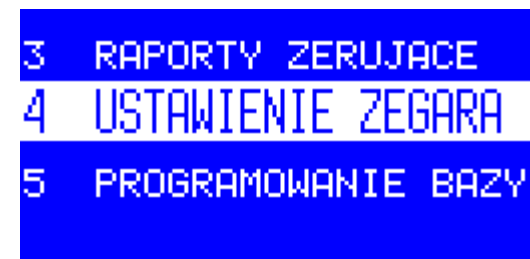 3 RAPORTY ZERUJACE
4 USTAWIENIE ZEGARA
5 PROGRAMOWANIE BAZY